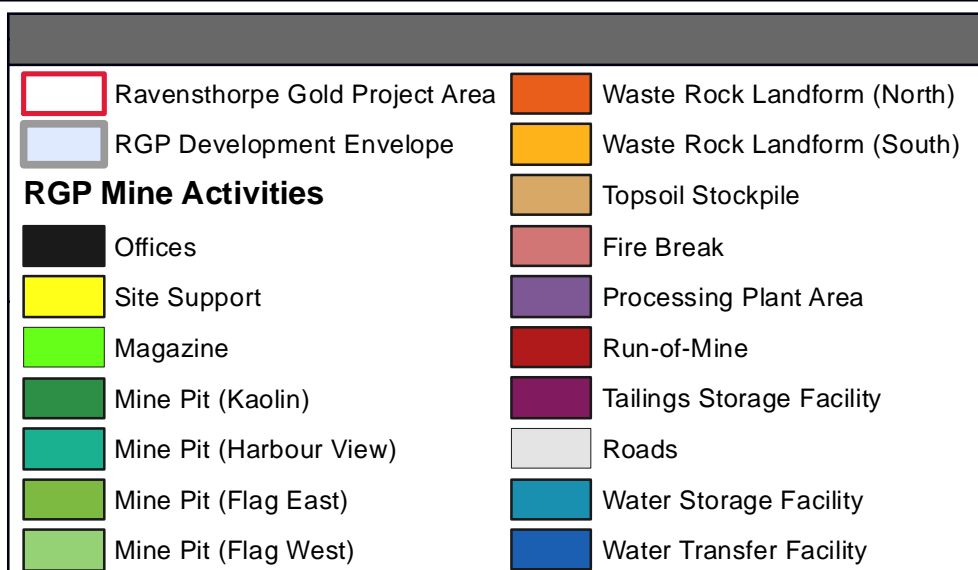 Ravensthorpe Gold Project Area
RGP Development Envelope
RGP Mine Activities
Offices
Site Support
Magazine
Mine Pit (Kaolin)
Mine Pit (Harbour View)
Mine Pit (Flag East)
Mine Pit (Flag West)
Waste Rock Landform (North)
Waste Rock Landform (South)
Topsoil Stockpile
Fire Break
Processing Plant Area
Run-of-Mine
Tailings Storage Facility
Roads
Water Storage Facility
Water Transfer Facility